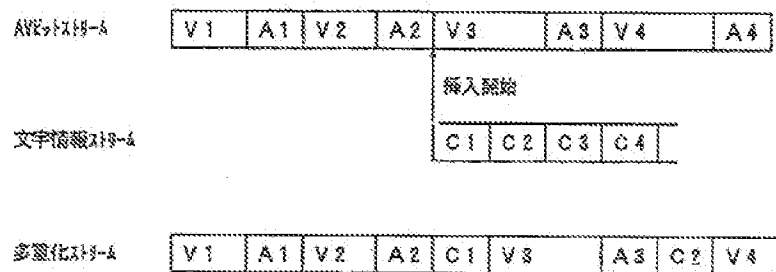 AVビットストリーム V1 A1 V2 A2 V3 A3 V4 A4
挿入開始
文字情報ストリーム C1 C2 C3 C4
多重化ストリーム V1 A1 V2 A2 C1 V3 A3 C2 V4